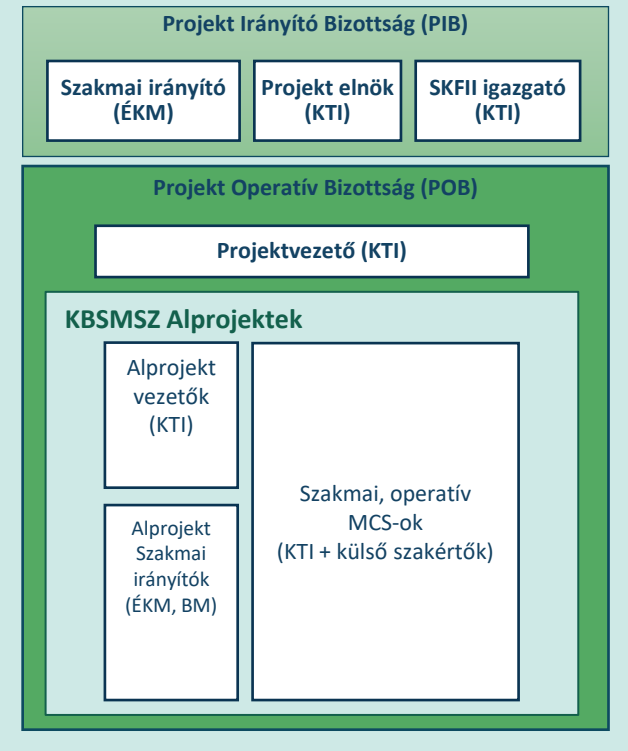 Projekt Irányító Bizottság (PIB)
Szakmai irányító
(ÉKM)
Projekt elnök
(KTI)
SKFII igazgató
(KTI)
Projekt Operatív Bizottság (POB)
Projektvezető (KTI)
KBSMSZ Alprojektek
Alprojekt
vezetők
(KTI)
Alprojekt
Szakmai
irányítók
(ÉKM, BM)
Szakmai, operatív
MCS-ok
(KTI + külső szakértők)